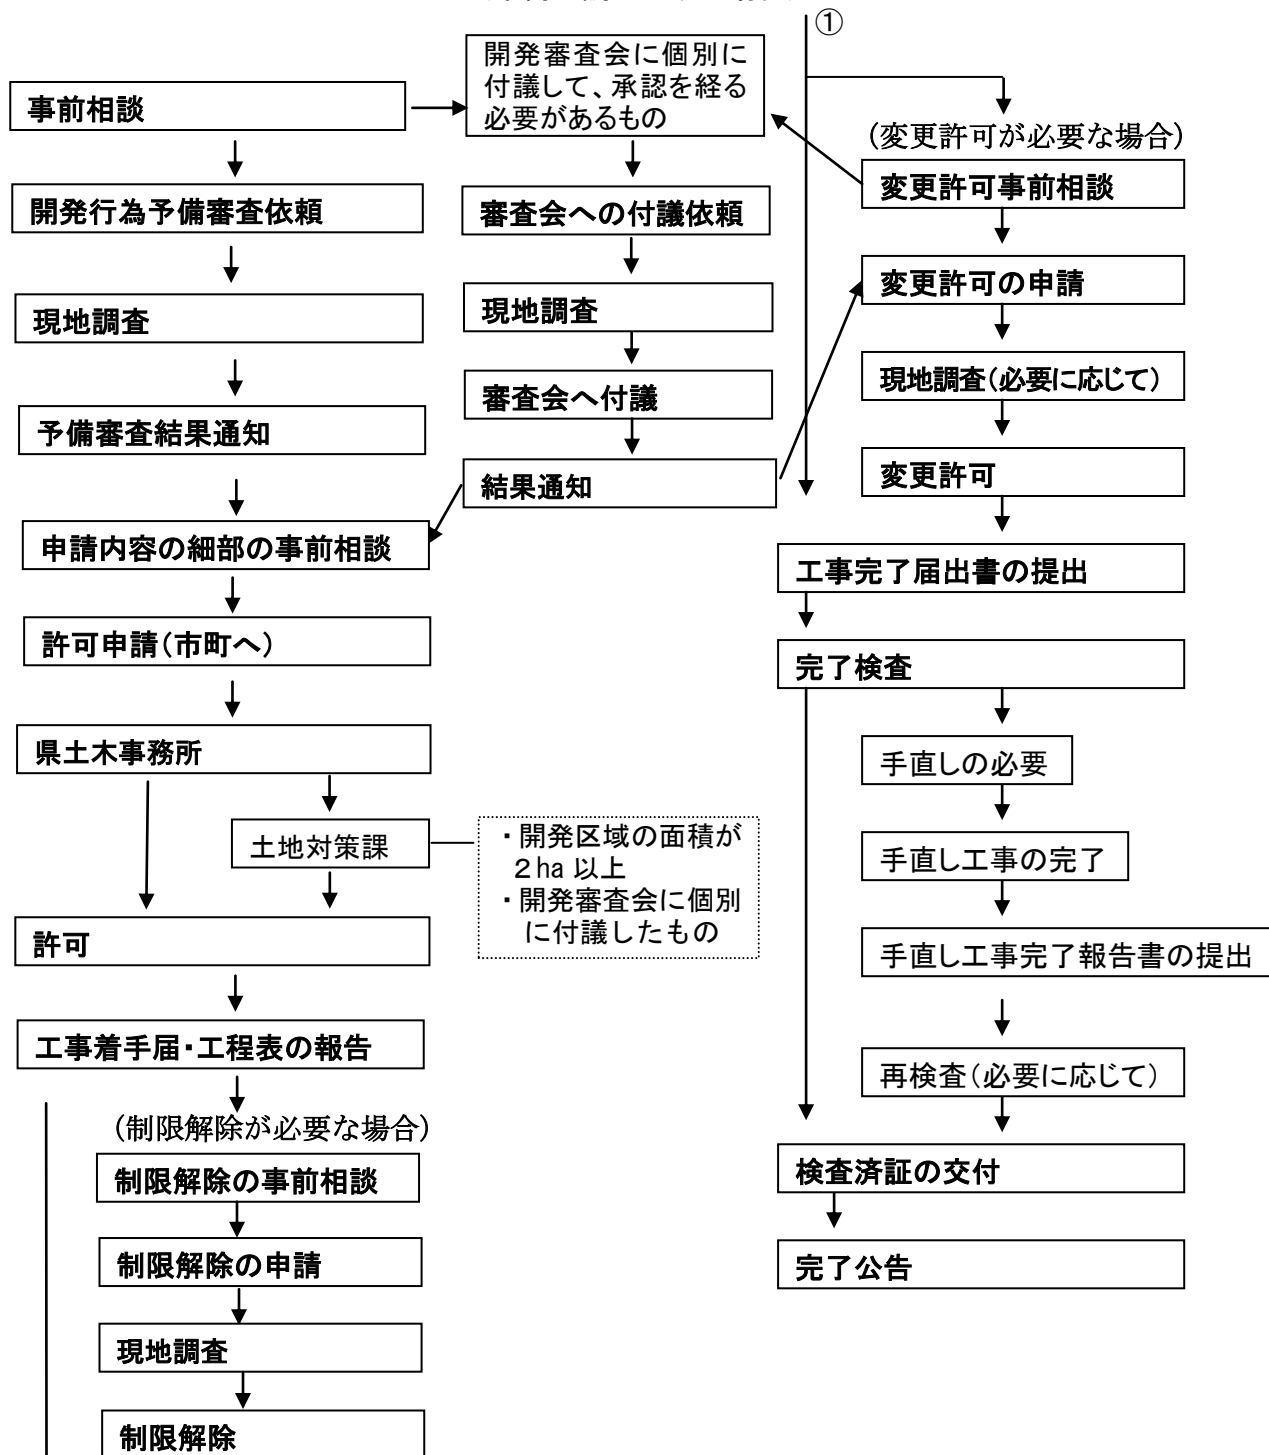 事前相談
開発行為予備審査依頼
現地調査
予備審査結果通知
申請内容の細部の事前相談
許可申請(市町へ)
県土木事務所
土地対策課
・開発区域の面積が
2ha 以上
・開発審査会に個別
に付議したもの
許可
工事着手届・工程表の報告
(制限解除が必要な場合)
制限解除の事前相談
制限解除の申請
現地調査
制限解除
開発審査会に個別に
付議して、承認を経る
必要があるもの
審査会への付議依頼
現地調査
審査会へ付議
結果通知
①
(変更許可が必要な場合)
変更許可事前相談
変更許可の申請
現地調査(必要に応じて)
変更許可
工事完了届出書の提出
完了検査
手直しの必要
手直し工事の完了
手直し工事完了報告書の提出
再検査(必要に応じて)
検査済証の交付
完了公告